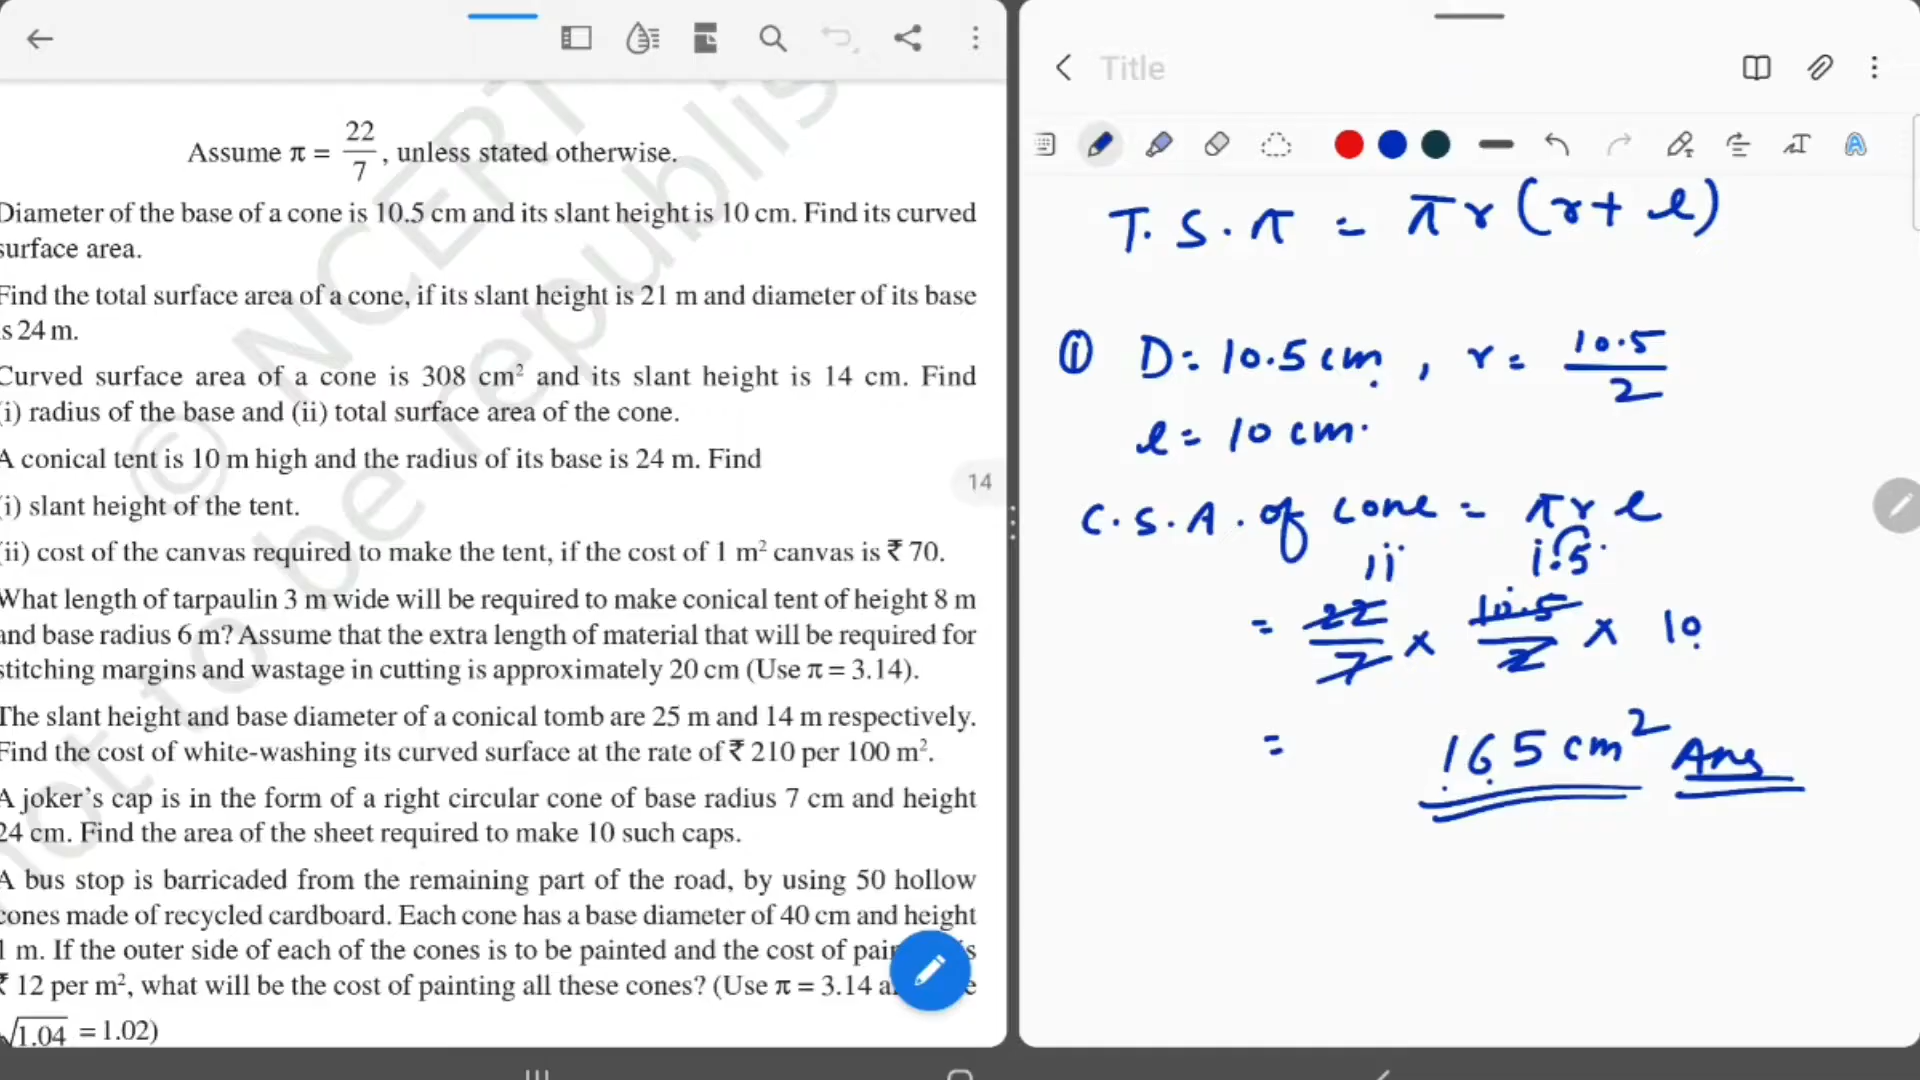 Assume π = 22/7, unless stated otherwise.
Diameter of the base of a cone is 10.5 cm and its slant height is 10 cm. Find its curved
surface area.
Find the total surface area of a cone, if its slant height is 21 m and diameter of its base
is 24 m.
Curved surface area of a cone is 308 cm² and its slant height is 14 cm. Find
(i) radius of the base and (ii) total surface area of the cone.
A conical tent is 10 m high and the radius of its base is 24 m. Find
(i) slant height of the tent.
(ii) cost of the canvas required to make the tent, if the cost of 1 m² canvas is ₹ 70.
What length of tarpaulin 3 m wide will be required to make conical tent of height 8 m
and base radius 6 m? Assume that the extra length of material that will be required for
stitching margins and wastage in cutting is approximately 20 cm (Use π = 3.14).
The slant height and base diameter of a conical tomb are 25 m and 14 m respectively.
Find the cost of white-washing its curved surface at the rate of ₹ 210 per 100 m².
A joker's cap is in the form of a right circular cone of base radius 7 cm and height
24 cm. Find the area of the sheet required to make 10 such caps.
A bus stop is barricaded from the remaining part of the road, by using 50 hollow
cones made of recycled cardboard. Each cone has a base diameter of 40 cm and height
1 m. If the outer side of each of the cones is to be painted and the cost of
₹ 12 per m², what will be the cost of painting all these cones? (Use π = 3.14
√1.04 = 1.02)
© NCERT
not to be republis
14
Title
T. S. A = πr (r + l)
① D = 10.5 cm, r = 10.5/2
l = 10 cm.
C.S.A. of cone = πrl
11 1.5
= 22/7 × 10.5/2 × 10
= 165 cm² Ans